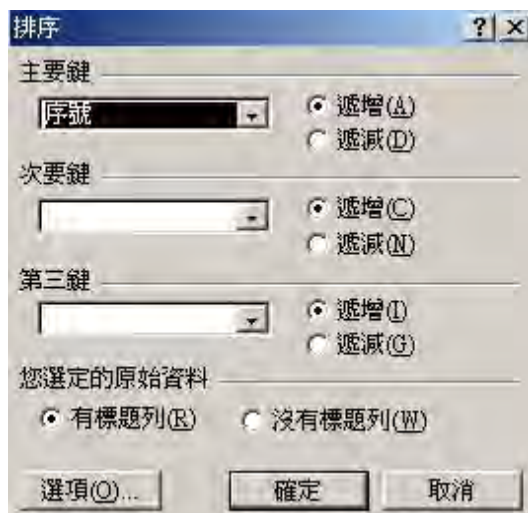 排序
主要鍵
序號 遞增(A)
遞減(D)
次要鍵
遞增(C)
遞減(N)
第三鍵
遞增(I)
遞減(G)
您選定的原始資料
有標題列(R) 沒有標題列(W)
選項(O)... 確定 取消